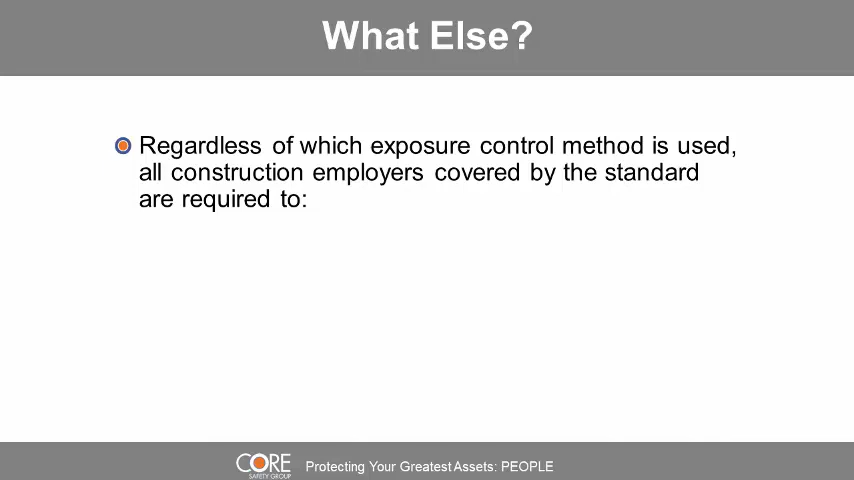 What Else?
Regardless of which exposure control method is used,
all construction employers covered by the standard
are required to:
CORE
SAFETY GROUP
Protecting Your Greatest Assets: PEOPLE